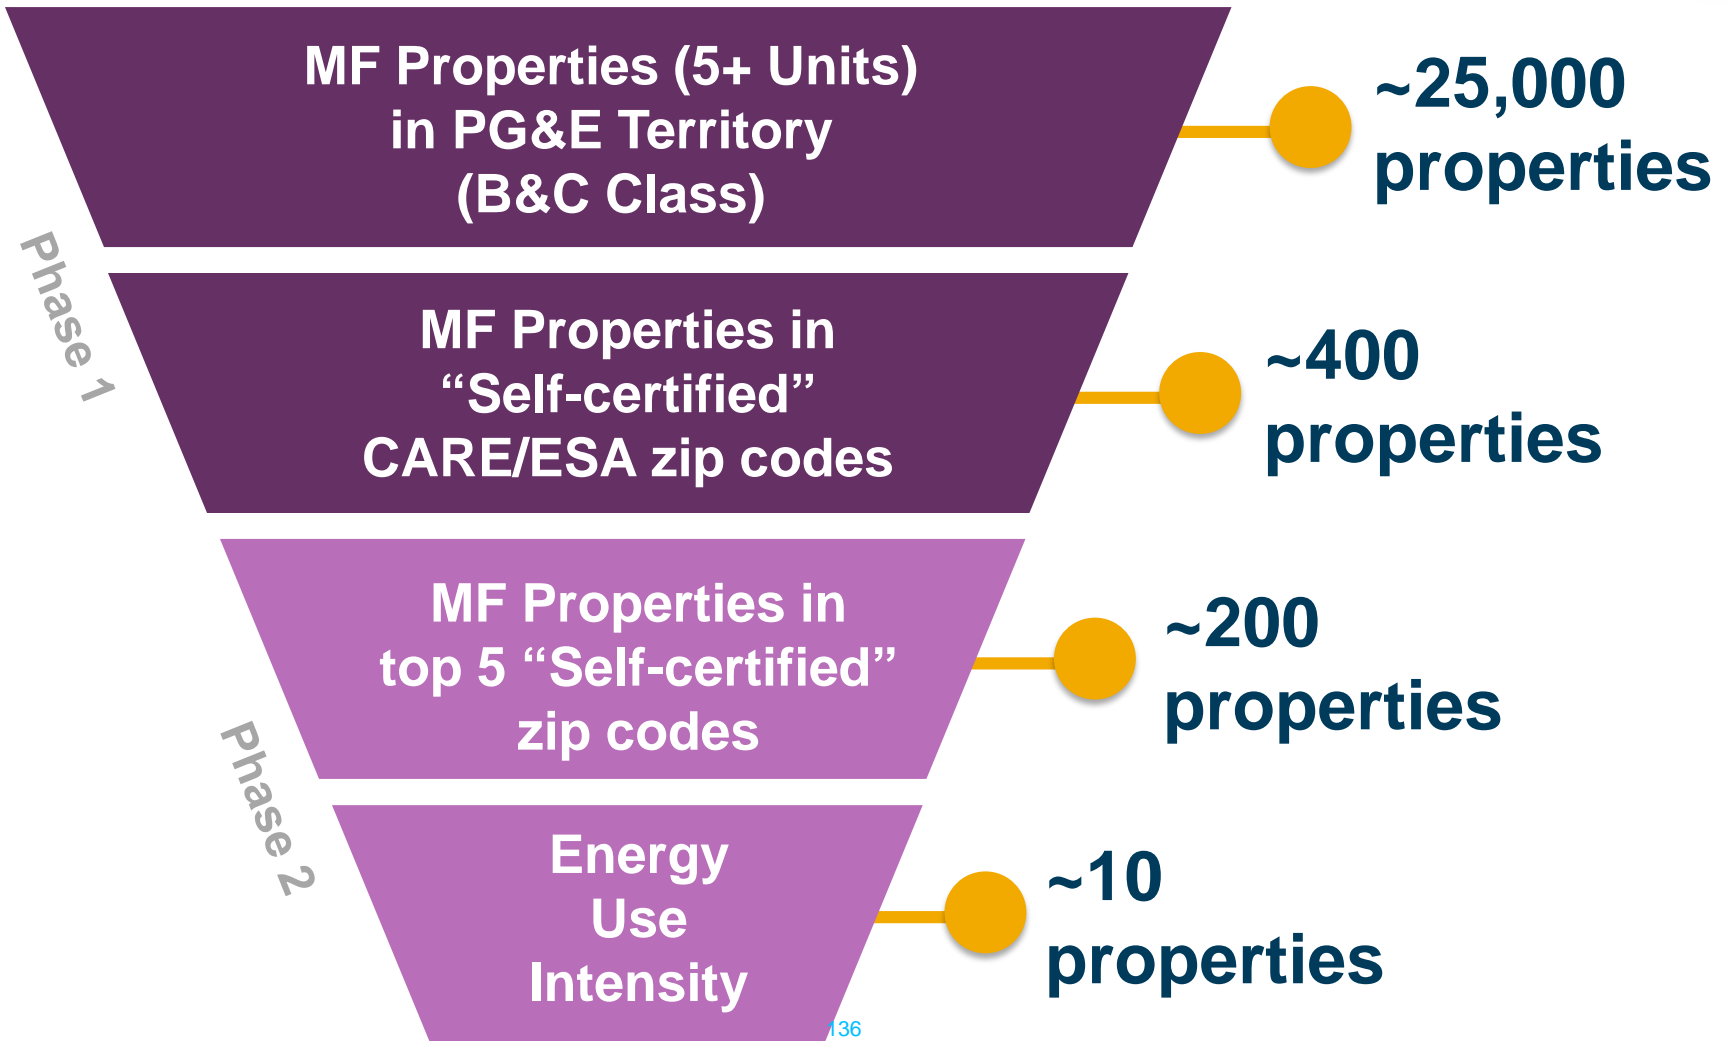 MF Properties (5+ Units)
in PG&E Territory
(B&C Class)
~25,000
properties
Phase 1
MF Properties in
“Self-certified”
CARE/ESA zip codes
~400
properties
MF Properties in
top 5 “Self-certified”
zip codes
~200
properties
Phase 2
Energy
Use
Intensity
~10
properties
136